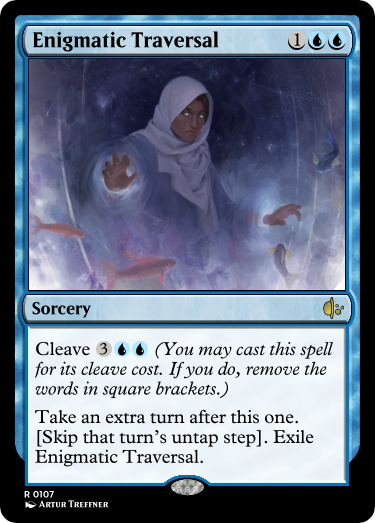 Enigmatic Traversal 1
Sorcery
Cleave 3 (You may cast this spell
for its cleave cost. If you do, remove the
words in square brackets.)
Take an extra turn after this one.
[Skip that turn's untap step]. Exile
Enigmatic Traversal.
R 0107
Artur Treffner